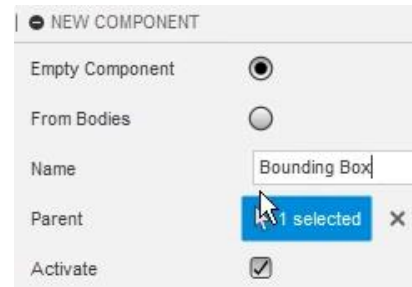 NEW COMPONENT
Empty Component
From Bodies
Name Bounding Box
Parent 1 selected
Activate